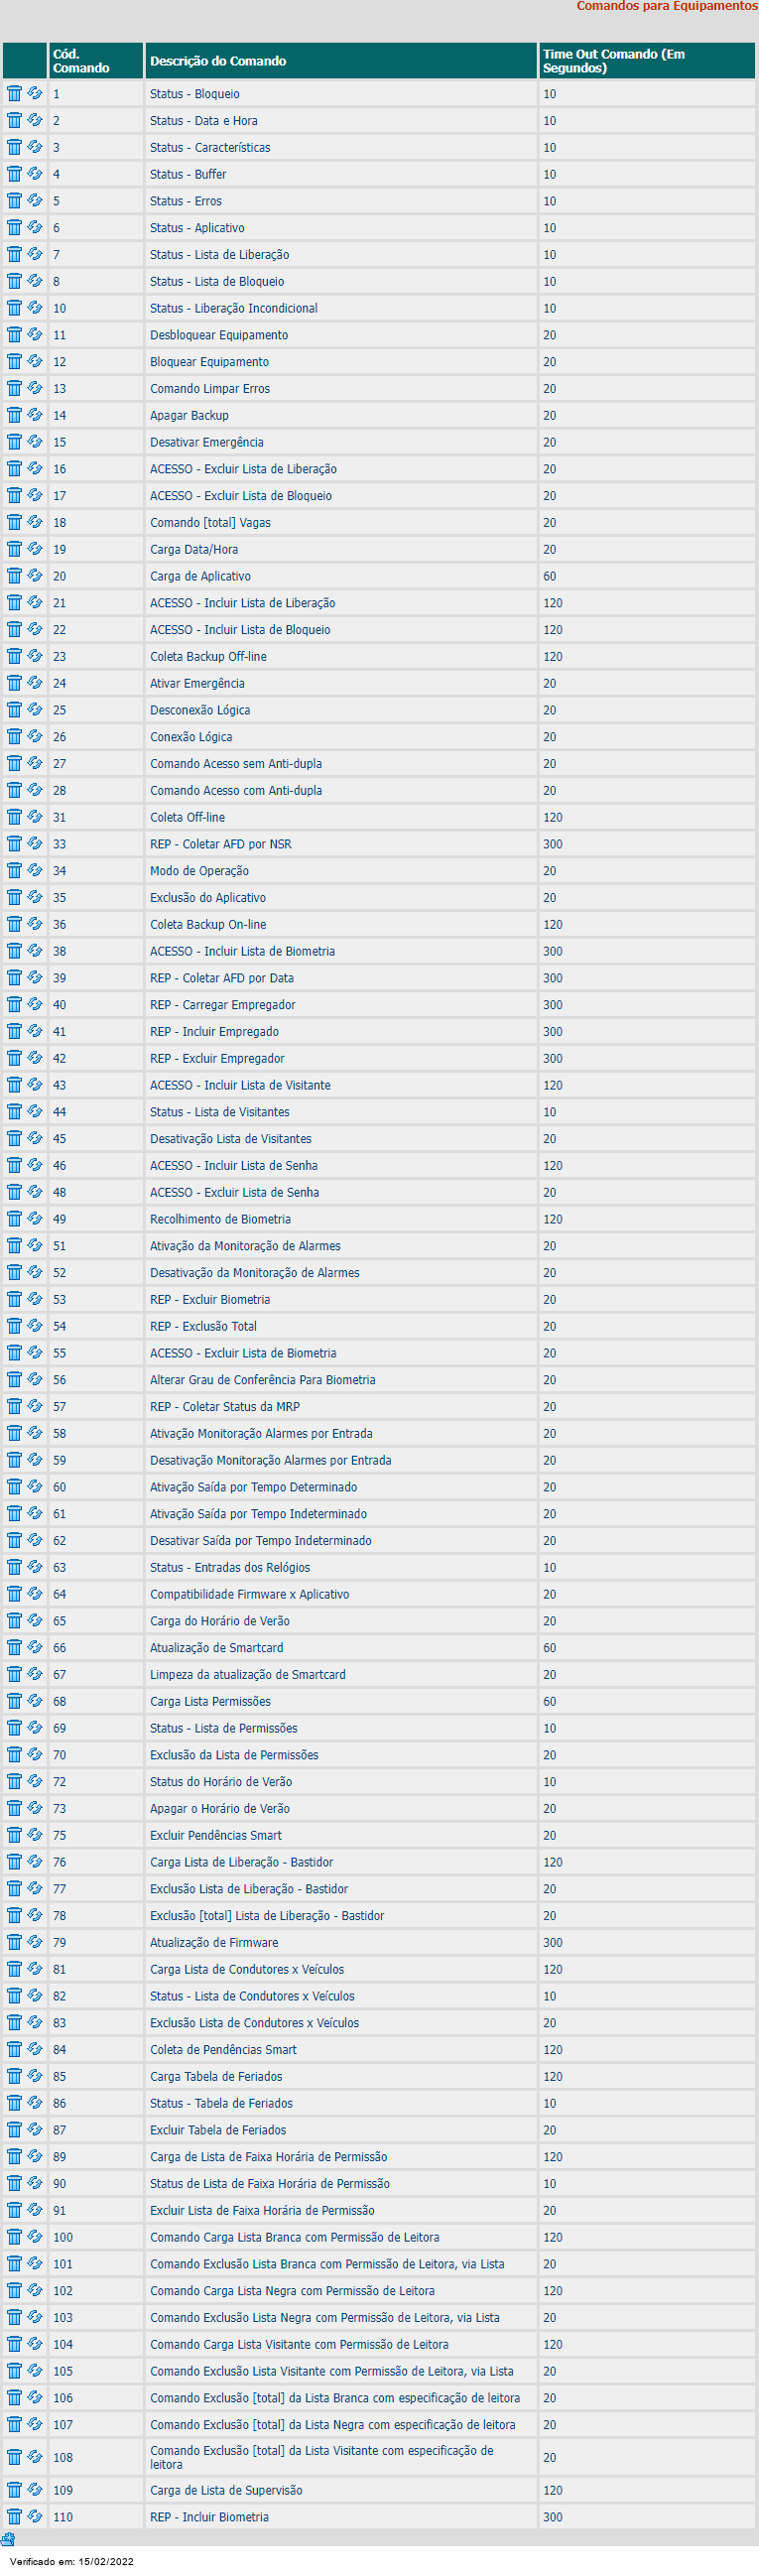 Comandos para Equipamentos
Cód. Comando Descrição do Comando Time Out Comando (Em Segundos)
1 Status - Bloqueio 10
2 Status - Data e Hora 10
3 Status - Características 10
4 Status - Buffer 10
5 Status - Erros 10
6 Status - Aplicativo 10
7 Status - Lista de Liberação 10
8 Status - Lista de Bloqueio 10
10 Status - Liberação Incondicional 10
11 Desbloquear Equipamento 20
12 Bloquear Equipamento 20
13 Comando Limpar Erros 20
14 Apagar Backup 20
15 Desativar Emergência 20
16 ACESSO - Excluir Lista de Liberação 20
17 ACESSO - Excluir Lista de Bloqueio 20
18 Comando [total] Vagas 20
19 Carga Data/Hora 20
20 Carga de Aplicativo 60
21 ACESSO - Incluir Lista de Liberação 120
22 ACESSO - Incluir Lista de Bloqueio 120
23 Coleta Backup Off-line 120
24 Ativar Emergência 20
25 Desconexão Lógica 20
26 Conexão Lógica 20
27 Comando Acesso sem Anti-dupla 20
28 Comando Acesso com Anti-dupla 20
31 Coleta Off-line 120
33 REP - Coletar AFD por NSR 300
34 Modo de Operação 20
35 Exclusão do Aplicativo 20
36 Coleta Backup On-line 120
38 ACESSO - Incluir Lista de Biometria 300
39 REP - Coletar AFD por Data 300
40 REP - Carregar Empregador 300
41 REP - Incluir Empregado 300
42 REP - Excluir Empregador 300
43 ACESSO - Incluir Lista de Visitante 120
44 Status - Lista de Visitantes 10
45 Desativação Lista de Visitantes 20
46 ACESSO - Incluir Lista de Senha 120
48 ACESSO - Excluir Lista de Senha 20
49 Recolhimento de Biometria 120
51 Ativação da Monitoração de Alarmes 20
52 Desativação da Monitoração de Alarmes 20
53 REP - Excluir Biometria 20
54 REP - Exclusão Total 20
55 ACESSO - Excluir Lista de Biometria 20
56 Alterar Grau de Conferência Para Biometria 20
57 REP - Coletar Status da MRP 20
58 Ativação Monitoração Alarmes por Entrada 20
59 Desativação Monitoração Alarmes por Entrada 20
60 Ativação Saída por Tempo Determinado 20
61 Ativação Saída por Tempo Indeterminado 20
62 Desativar Saída por Tempo Indeterminado 20
63 Status - Entradas dos Relógios 10
64 Compatibilidade Firmware x Aplicativo 20
65 Carga do Horário de Verão 20
66 Atualização de Smartcard 60
67 Limpeza da atualização de Smartcard 20
68 Carga Lista Permissões 60
69 Status - Lista de Permissões 10
70 Exclusão da Lista de Permissões 20
72 Status do Horário de Verão 10
73 Apagar o Horário de Verão 20
75 Excluir Pendências Smart 20
76 Carga Lista de Liberação - Bastidor 120
77 Exclusão Lista de Liberação - Bastidor 20
78 Exclusão [total] Lista de Liberação - Bastidor 20
79 Atualização de Firmware 300
81 Carga Lista de Condutores x Veículos 120
82 Status - Lista de Condutores x Veículos 10
83 Exclusão Lista de Condutores x Veículos 20
84 Coleta de Pendências Smart 120
85 Carga Tabela de Feriados 120
86 Status - Tabela de Feriados 10
87 Excluir Tabela de Feriados 20
89 Carga de Lista de Faixa Horária de Permissão 120
90 Status de Lista de Faixa Horária de Permissão 10
91 Excluir Lista de Faixa Horária de Permissão 20
100 Comando Carga Lista Branca com Permissão de Leitora 120
101 Comando Exclusão Lista Branca com Permissão de Leitora, via Lista 20
102 Comando Carga Lista Negra com Permissão de Leitora 120
103 Comando Exclusão Lista Negra com Permissão de Leitora, via Lista 20
104 Comando Carga Lista Visitante com Permissão de Leitora 120
105 Comando Exclusão Lista Visitante com Permissão de Leitora, via Lista 20
106 Comando Exclusão [total] da Lista Branca com especificação de leitora 20
107 Comando Exclusão [total] da Lista Negra com especificação de leitora 20
108 Comando Exclusão [total] da Lista Visitante com especificação de leitora 20
109 Carga de Lista de Supervisão 120
110 REP - Incluir Biometria 300
Verificado em: 15/02/2022